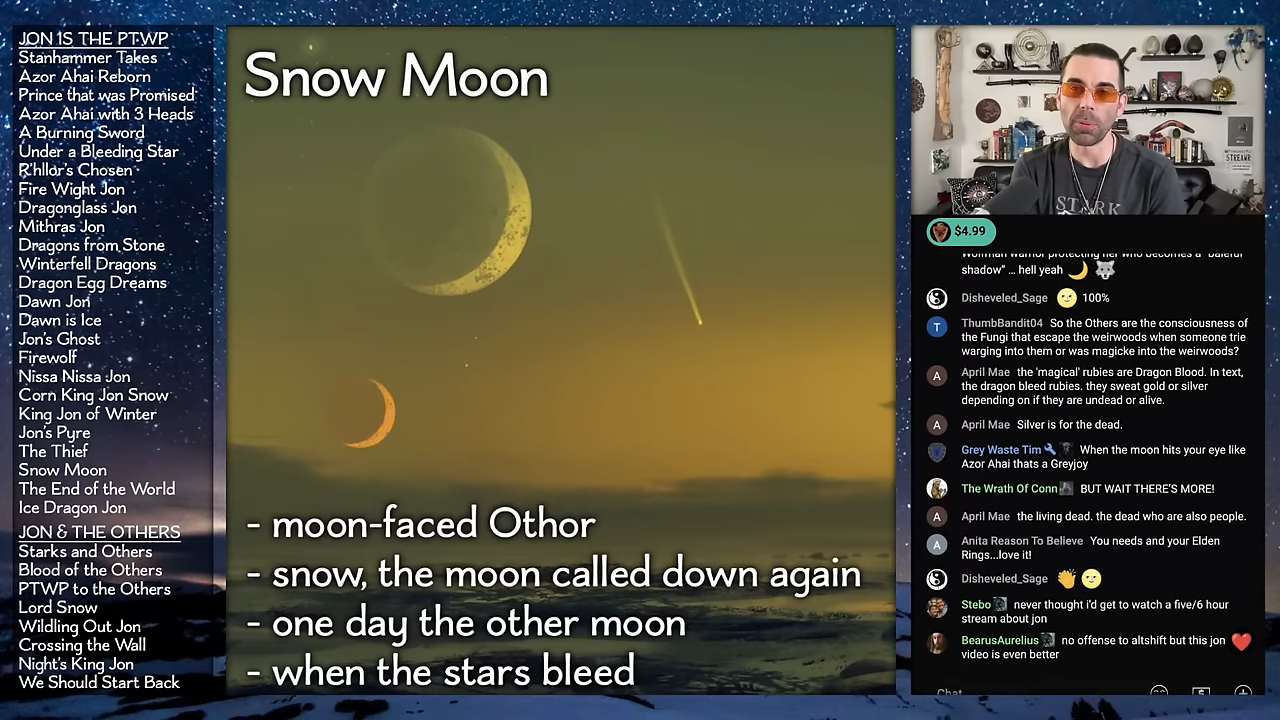 JON IS THE PTWP
Stanhammer Takes
Azor Ahai Reborn
Prince that was Promised
Azor Ahai with 3 Heads
A Burning Sword
Under a Bleeding Star
R'hllor's Chosen
Fire Wight Jon
Dragonglass Jon
Mithras Jon
Dragons from Stone
Winterfell Dragons
Dragon Egg Dreams
Dawn Jon
Dawn is Ice
Jon's Ghost
Firewolf
Nissa Nissa Jon
Corn King Jon Snow
King Jon of Winter
Jon's Pyre
The Thief
Snow Moon
The End of the World
Ice Dragon Jon
JON & THE OTHERS
Starks and Others
Blood of the Others
PTWP to the Others
Lord Snow
Wildling Out Jon
Crossing the Wall
Night's King Jon
We Should Start Back
Snow Moon
- moon-faced Othor
- snow, the moon called down again
- one day the other moon
- when the stars bleed
STREAMR
STARK
$4.99
Wolfman warrior protecting her who becomes a "baleful
shadow" … hell yeah
Disheveled_Sage 100%
ThumbBandit04 So the Others are the consciousness of
the Fungi that escape the weirwoods when someone trie
warging into them or was magicke into the weirwoods?
April Mae the 'magical' rubies are Dragon Blood. In text,
the dragon bleed rubies. they sweat gold or silver
depending on if they are undead or alive.
April Mae Silver is for the dead.
Grey Waste Tim When the moon hits your eye like
Azor Ahai thats a Greyjoy
The Wrath Of Conn BUT WAIT THERE'S MORE!
April Mae the living dead. the dead who are also people.
Anita Reason To Believe You needs and your Elden
Rings...love it!
Disheveled_Sage
Stebo never thought i'd get to watch a five/6 hour
stream about jon
BearusAurelius no offense to altshift but this jon
video is even better
Chat